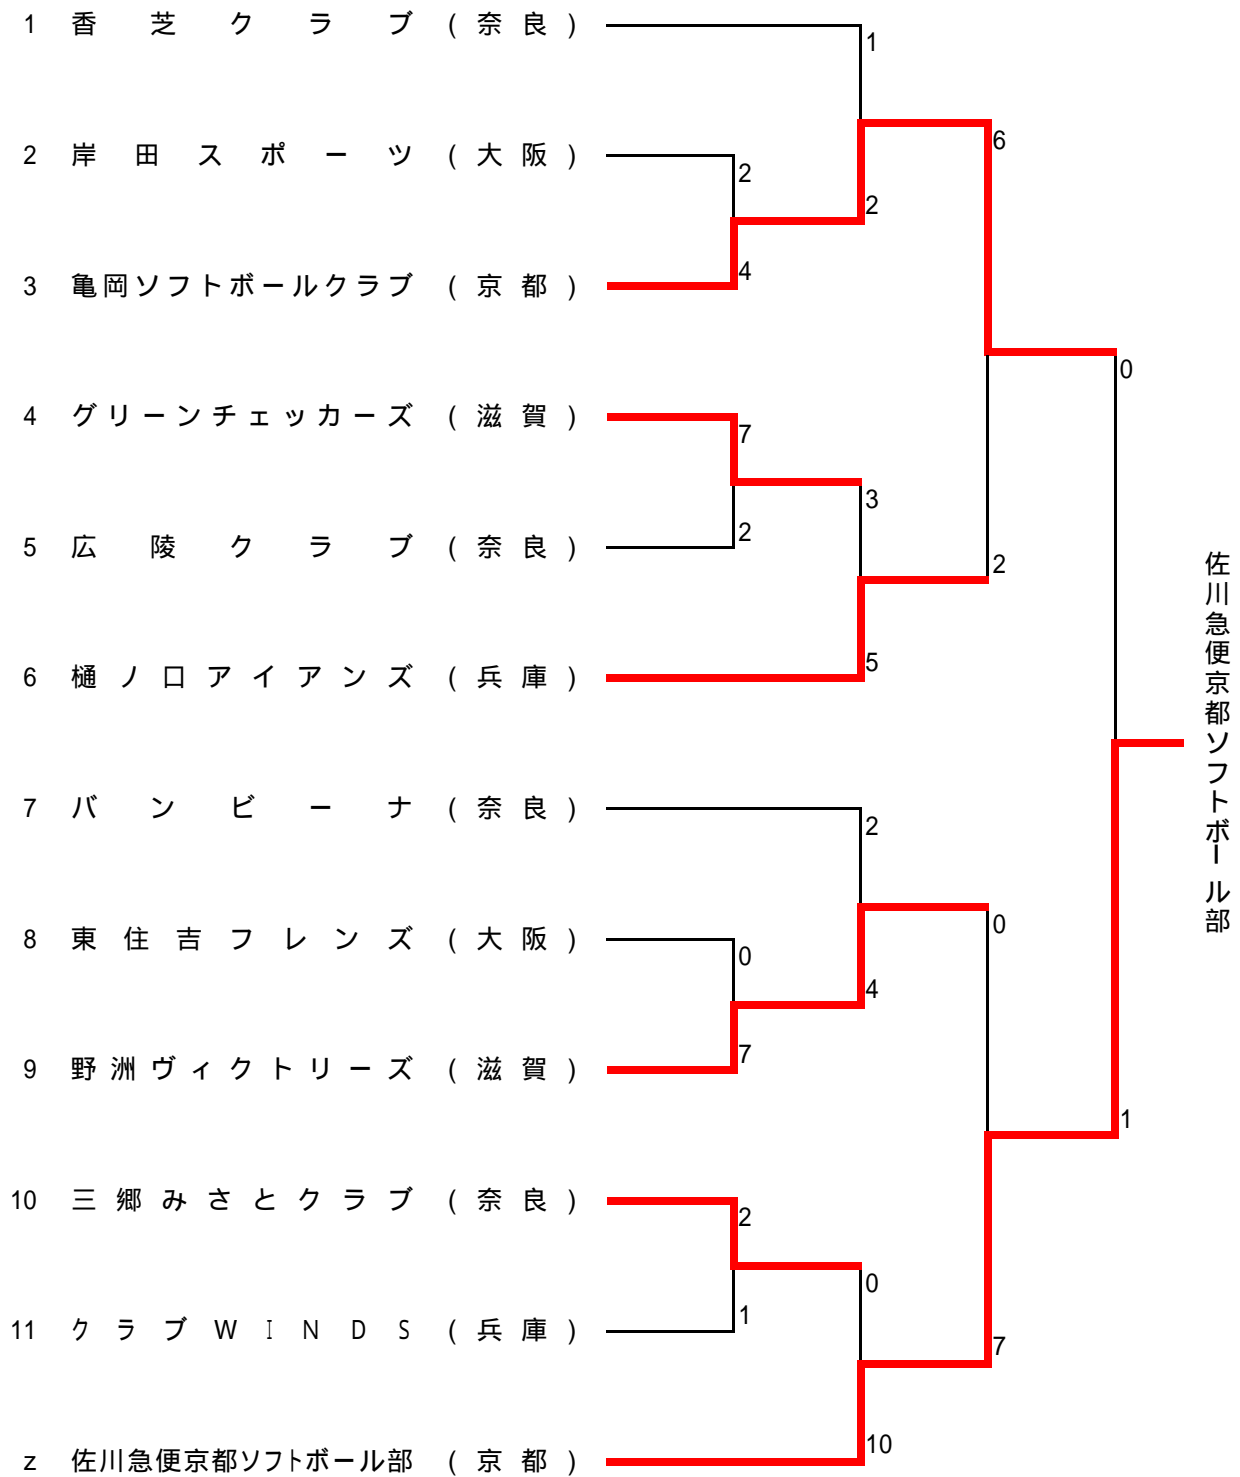 1 香芝クラブ (奈良)
1
6
2 岸田スポーツ (大阪)
2
2
4
3 亀岡ソフトボールクラブ (京都)
0
4 グリーンチェッカーズ (滋賀)
7
3
2
5 広陵クラブ (奈良)
2
佐川急便京都ソフトボール部
5
6 樋ノ口アイアンズ (兵庫)
7 バンビーナ (奈良)
2
0
8 東住吉フレンズ (大阪)
0
4
7
9 野洲ヴィクトリーズ (滋賀)
1
10 三郷みさとクラブ (奈良)
2
0
1
11 クラブWINDS (兵庫)
7
10
z 佐川急便京都ソフトボール部 (京都)